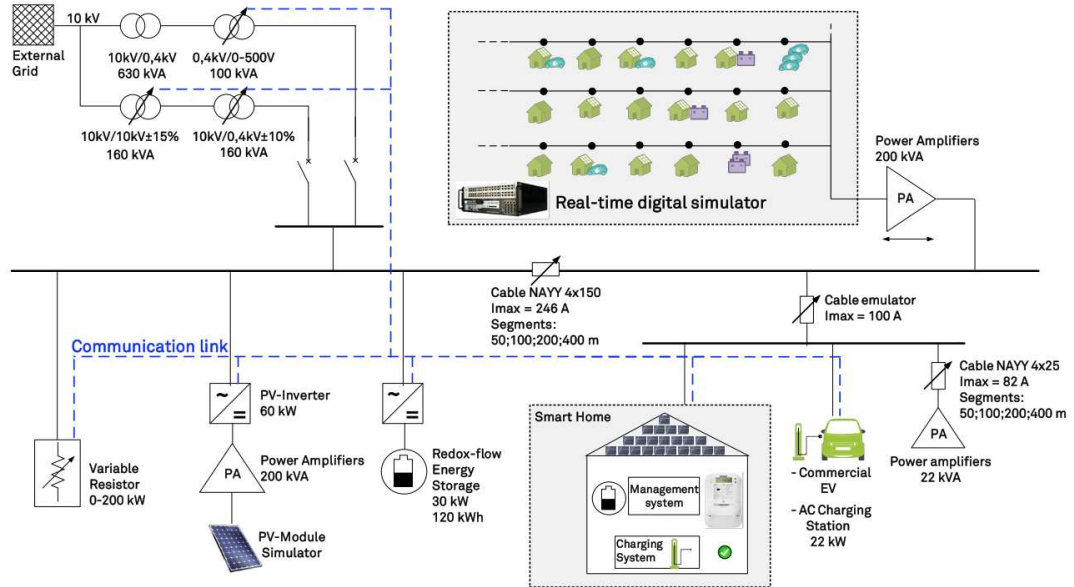 10 kV
External
Grid
10kV/0,4kV
630 kVA
0,4kV/0-500V
100 kVA
10kV/10kV±15%
160 kVA
10kV/0,4kV±10%
160 kVA
Real-time digital simulator
Power Amplifiers
200 kVA
PA
Cable NAYY 4x150
Imax = 246 A
Segments:
50;100;200;400 m
Cable emulator
Imax = 100 A
Communication link
PV-Inverter
60 kW
Cable NAYY 4x25
Imax = 82 A
Segments:
50;100;200;400 m
Smart Home
Variable
Resistor
0-200 kW
PA
Power Amplifiers
200 kVA
Redox-flow
Energy
Storage
30 kW
120 kWh
PV-Module
Simulator
Management
system
Charging
System
- Commercial
EV
- AC Charging
Station
22 kW
PA
Power amplifiers
22 kVA